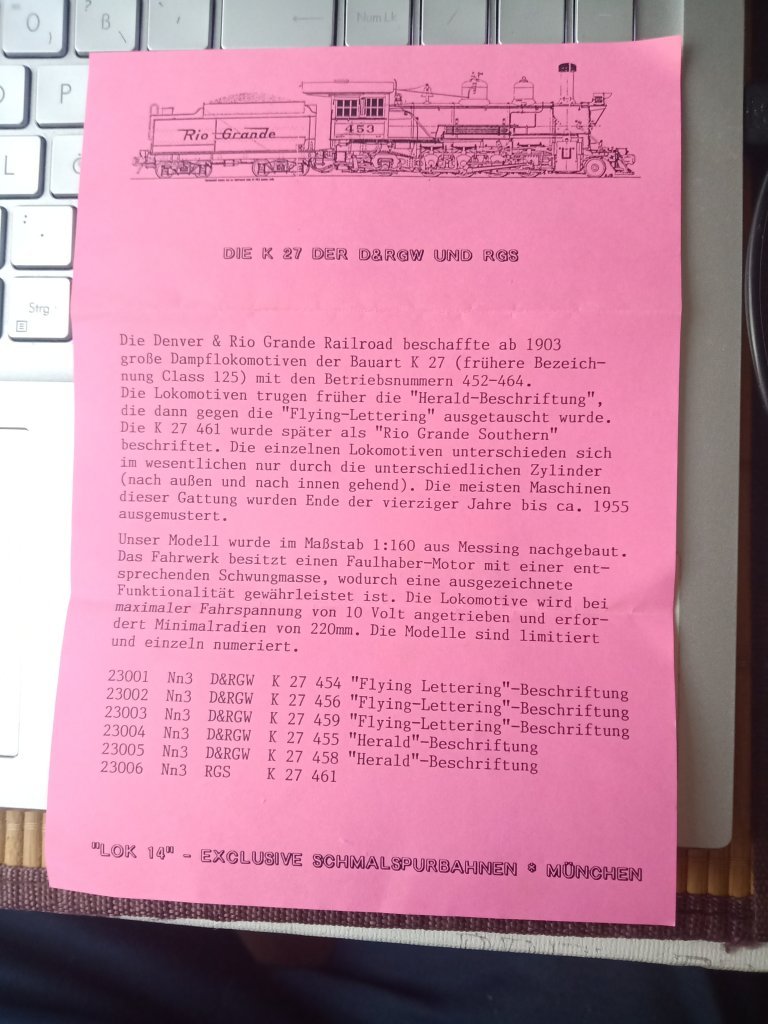 Ö
?
ß
\
Num Lk
P
L
Strg
Rio Grande
453
DIE K 27 DER D&RGW UND RGS
Die Denver & Rio Grande Railroad beschaffte ab 1903
große Dampflokomotiven der Bauart K 27 (frühere Bezeich-
nung Class 125) mit den Betriebsnummern 452-464.
Die Lokomotiven trugen früher die "Herald-Beschriftung",
die dann gegen die "Flying-Lettering" ausgetauscht wurde.
Die K 27 461 wurde später als "Rio Grande Southern"
beschriftet. Die einzelnen Lokomotiven unterschieden sich
im wesentlichen nur durch die unterschiedlichen Zylinder
(nach außen und nach innen gehend). Die meisten Maschinen
dieser Gattung wurden Ende der vierziger Jahre bis ca. 1955
ausgemustert.
Unser Modell wurde im Maßstab 1:160 aus Messing nachgebaut.
Das Fahrwerk besitzt einen Faulhaber-Motor mit einer ent-
sprechenden Schwungmasse, wodurch eine ausgezeichnete
Funktionalität gewährleistet ist. Die Lokomotive wird bei
maximaler Fahrspannung von 10 Volt angetrieben und erfor-
dert Minimalradien von 220mm. Die Modelle sind limitiert
und einzeln numeriert.
23001 Nn3 D&RGW K 27 454 "Flying Lettering"-Beschriftung
23002 Nn3 D&RGW K 27 456 "Flying-Lettering"-Beschriftung
23003 Nn3 D&RGW K 27 459 "Flying-Lettering"-Beschriftung
23004 Nn3 D&RGW K 27 455 "Herald"-Beschriftung
23005 Nn3 D&RGW K 27 458 "Herald"-Beschriftung
23006 Nn3 RGS K 27 461
"LOK 14" - EXCLUSIVE SCHMALSPURBAHNEN * MÜNCHEN